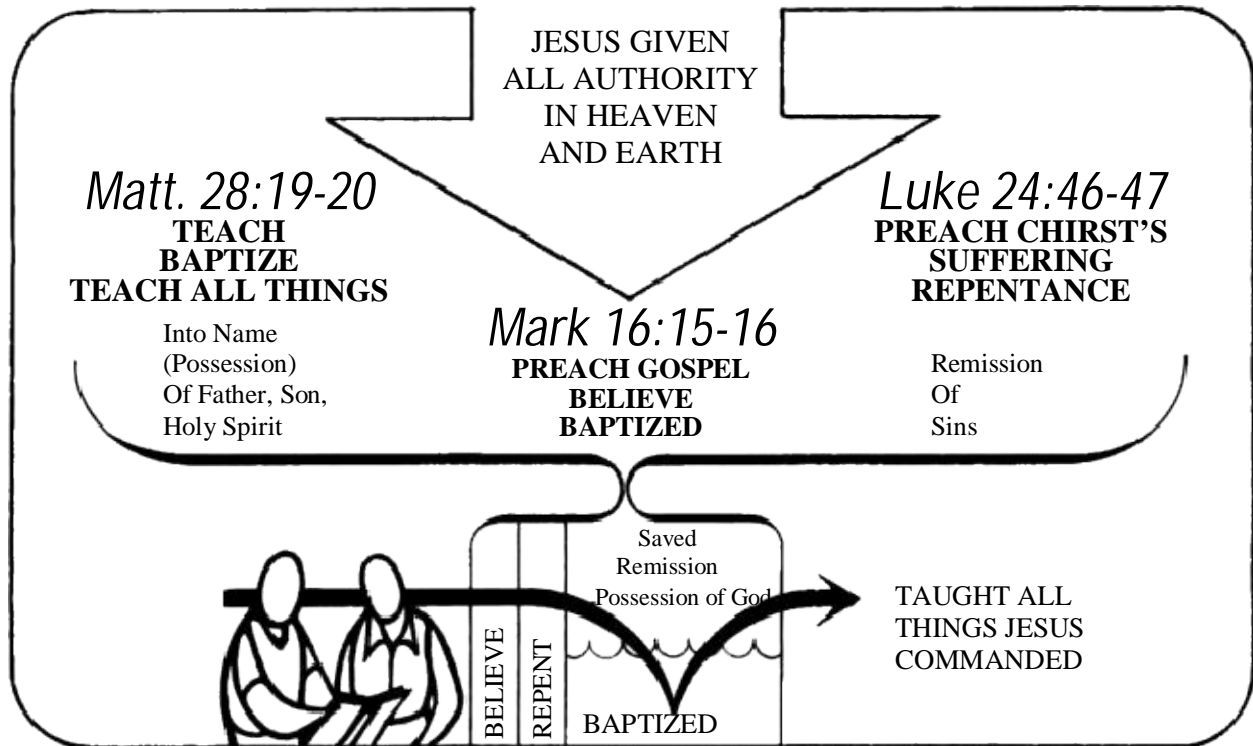 JESUS GIVEN
ALL AUTHORITY
IN HEAVEN
AND EARTH
Matt. 28:19-20
TEACH
BAPTIZE
TEACH ALL THINGS
Into Name
(Possession)
Of Father, Son,
Holy Spirit
Mark 16:15-16
PREACH GOSPEL
BELIEVE
BAPTIZED
Luke 24:46-47
PREACH CHIRST'S
SUFFERING
REPENTANCE
Remission
Of
Sins
BELIEVE
REPENT
Saved
Remission
Possession of God
BAPTIZED
TAUGHT ALL
THINGS JESUS
COMMANDED